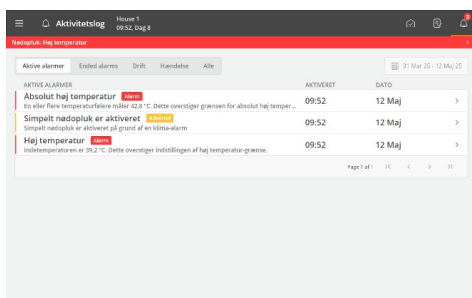 Aktivitetslog
House 1
09:52, Dag 8
2
Nødopluk: Høj temperatur
Aktive alarmer Ended alarms Drift Hændelse Alle
31 Mar 25 - 12 Maj 25
AKTIVE ALARMER AKTIVERET DATO
Absolut høj temperatur Alarm 09:52 12 Maj
En eller flere temperaturfølere måler 42,8 °C. Dette overstiger grænsen for absolut høj temper...
Simpelt nødopluk er aktiveret Advarsel 09:52 12 Maj
Simpelt nødopluk er aktiveret på grund af en klima-alarm
Høj temperatur Alarm 09:52 12 Maj
Indetemperaturen er 39,2 °C. Dette overstiger indstillingen af høj temperatur-grænse.
Page 1 af 1